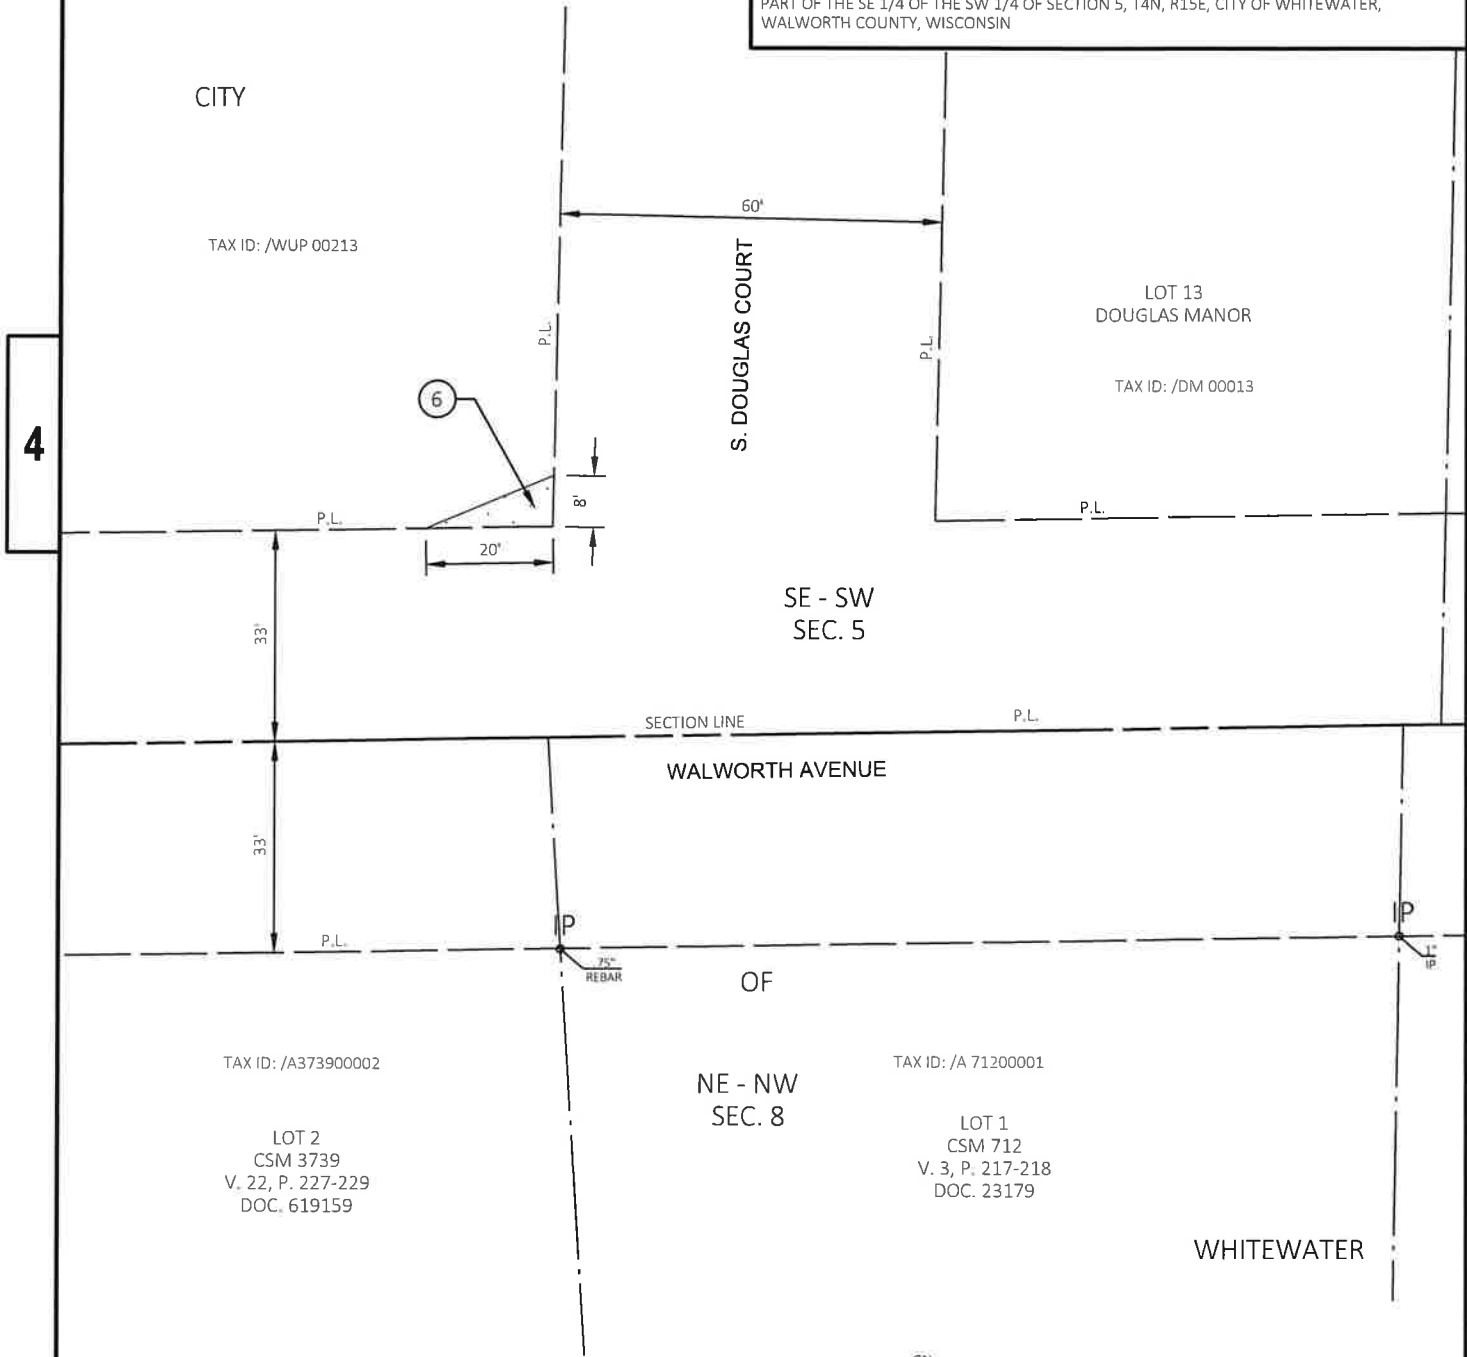 PART OF THE SE 1/4 OF THE SW 1/4 OF SECTION 5, T4N, R15E, CITY OF WHITEWATER,
WALWORTH COUNTY, WISCONSIN
CITY
60'
TAX ID: /WUP 00213
S. DOUGLAS COURT
LOT 13
DOUGLAS MANOR
P.L.
P.L.
TAX ID: /DM 00013
6
4
8'
P.L.
P.L.
20'
SE - SW
SEC. 5
33'
SECTION LINE
P.L.
WALWORTH AVENUE
33'
IP
IP
P.L.
.75"
REBAR
1"
IP
OF
TAX ID: /A373900002
TAX ID: /A 71200001
NE - NW
SEC. 8
LOT 2
CSM 3739
V. 22, P. 227-229
DOC. 619159
LOT 1
CSM 712
V. 3, P. 217-218
DOC. 23179
WHITEWATER